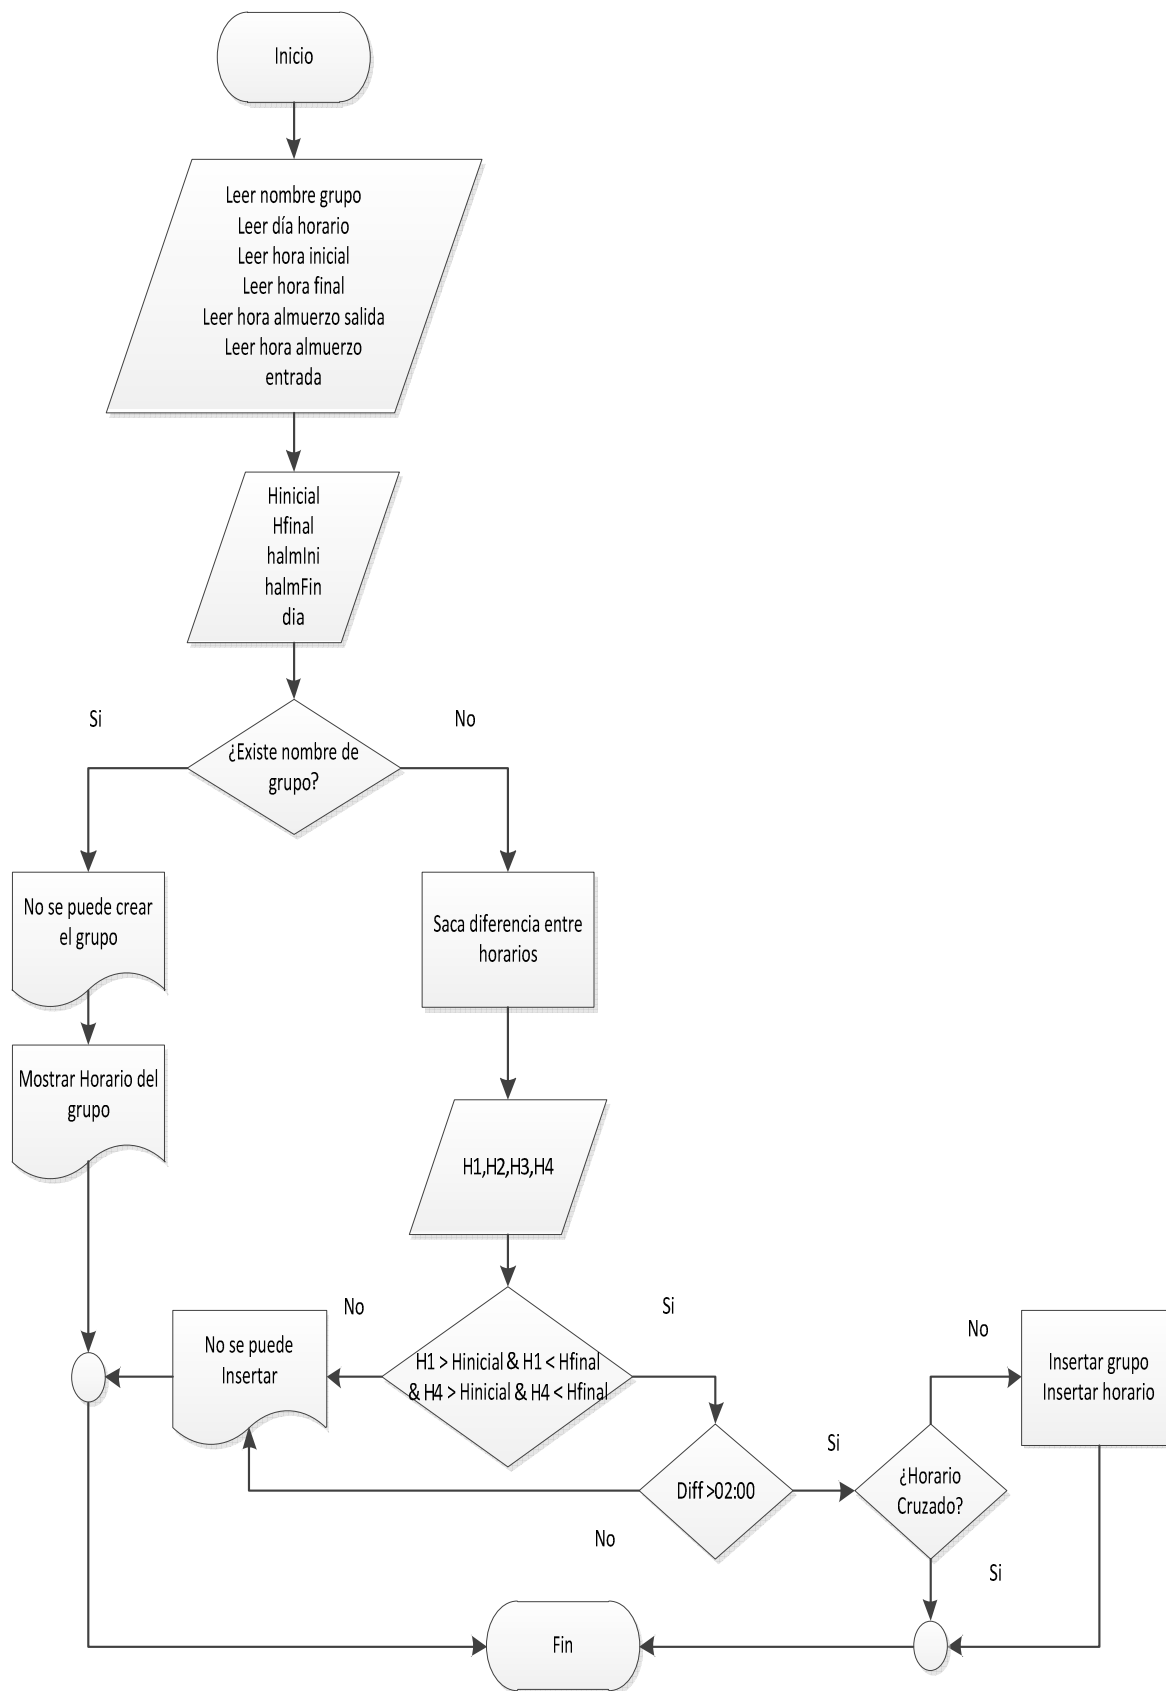 Inicio
Leer nombre grupo
Leer día horario
Leer hora inicial
Leer hora final
Leer hora almuerzo salida
Leer hora almuerzo
entrada
Hinicial
Hfinal
halmIni
halmFin
dia
Si
No
¿Existe nombre de
grupo?
No se puede crear
el grupo
Saca diferencia entre
horarios
Mostrar Horario del
grupo
H1,H2,H3,H4
No
Si
No se puede
Insertar
H1 > Hinicial & H1 < Hfinal
& H4 > Hinicial & H4 < Hfinal
No
Insertar grupo
Insertar horario
Si
Diff >02:00
¿Horario
Cruzado?
No
Si
Fin